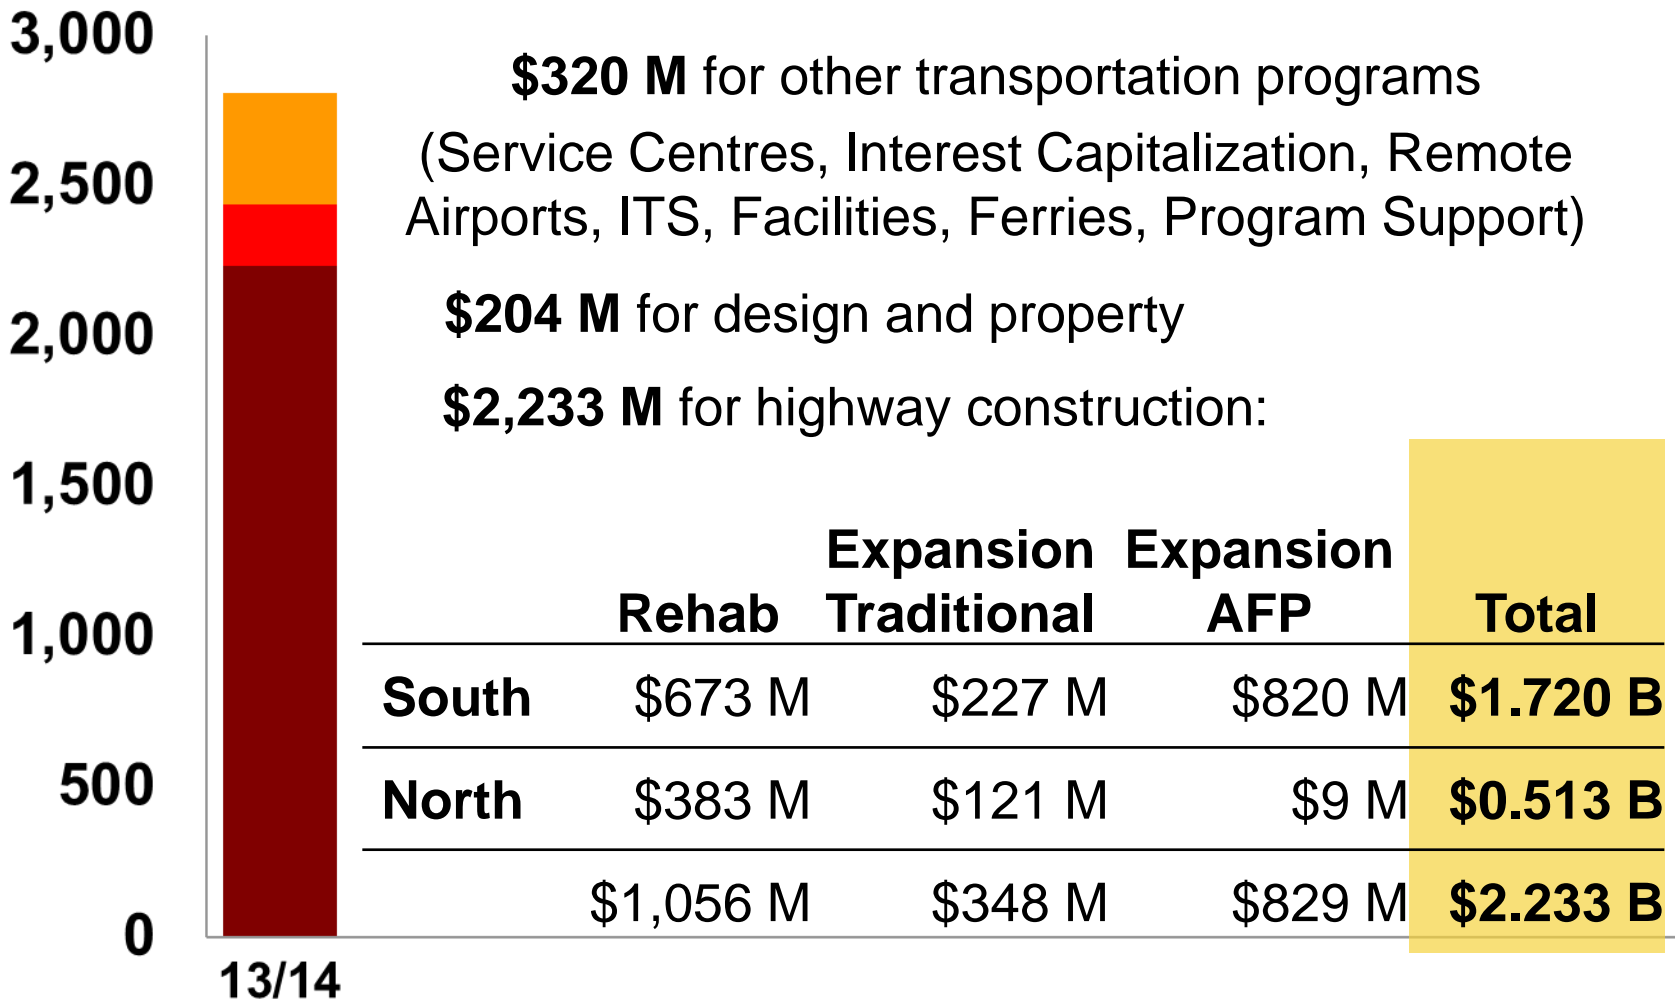 3,000
2,500
2,000
1,500
1,000
500
0
13/14
$320 M for other transportation programs
(Service Centres, Interest Capitalization, Remote
Airports, ITS, Facilities, Ferries, Program Support)
$204 M for design and property
$2,233 M for highway construction:
Expansion Expansion
Rehab Traditional AFP Total
South $673 M $227 M $820 M $1.720 B
North $383 M $121 M $9 M $0.513 B
$1,056 M $348 M $829 M $2.233 B